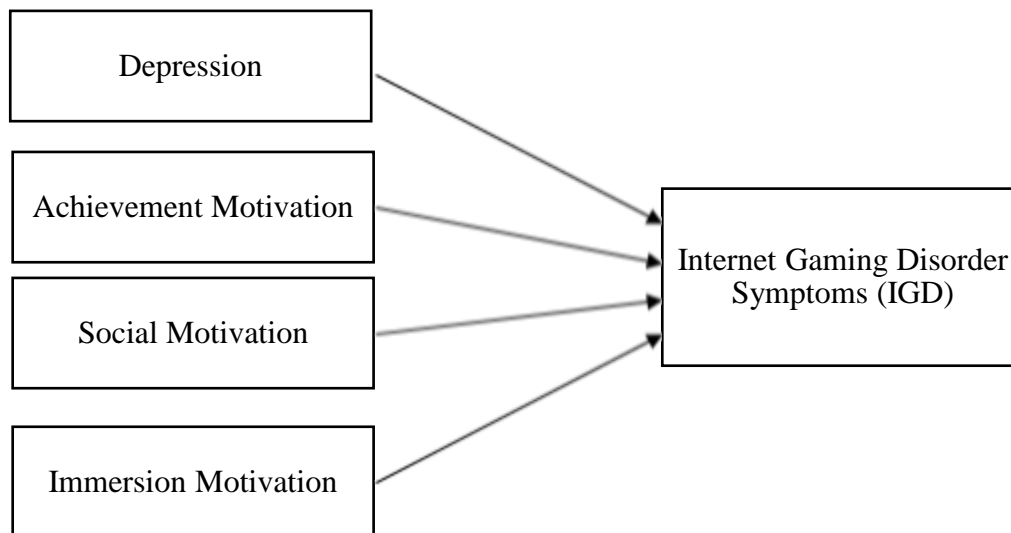 Depression
Achievement Motivation
Social Motivation
Immersion Motivation
Internet Gaming Disorder
Symptoms (IGD)